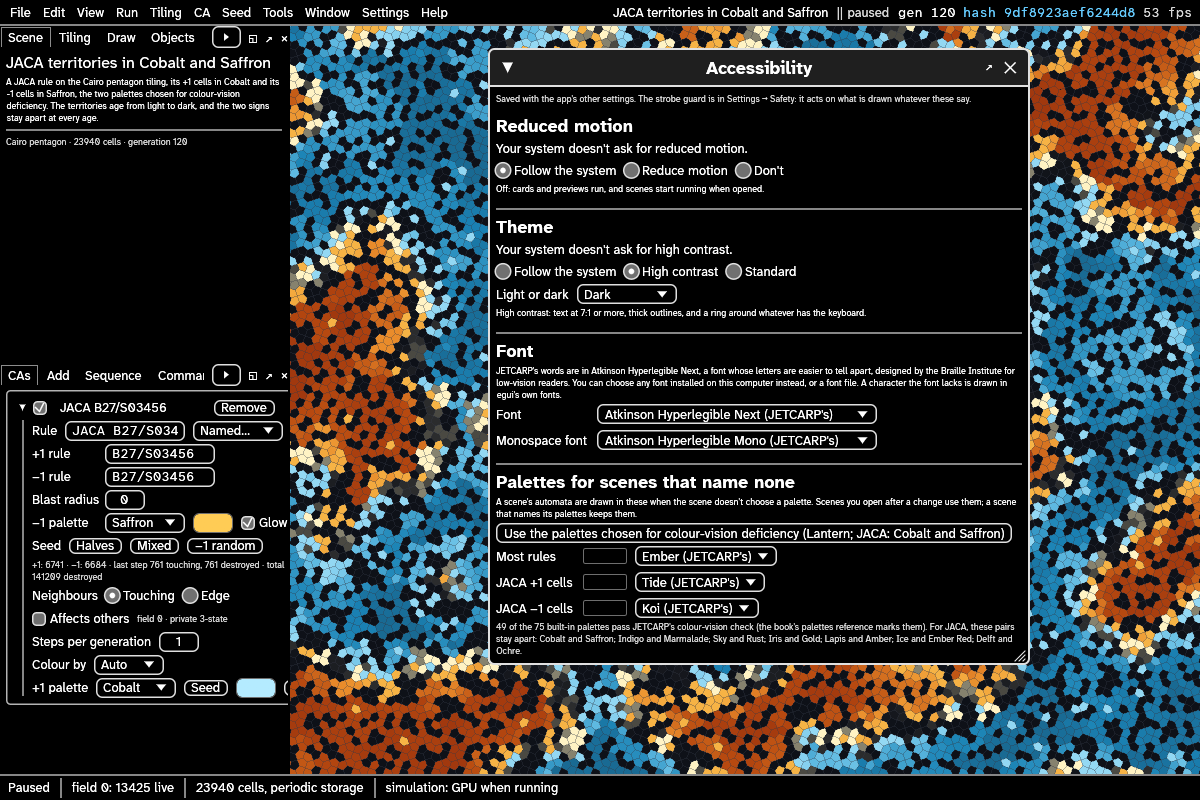 File Edit View Run Tiling CA Seed Tools Window Settings Help
JACA territories in Cobalt and Saffron || paused gen 120 hash 9df8923aef6244d8 53 fps
Scene Tiling Draw Objects
JACA territories in Cobalt and Saffron
A JACA rule on the Cairo pentagon tiling, its +1 cells in Cobalt and its
-1 cells in Saffron, the two palettes chosen for colour-vision
deficiency. The territories age from light to dark, and the two signs
stay apart at every age.
Cairo pentagon · 23940 cells · generation 120
CAs Add Sequence Comma
JACA B27/S03456 Remove
Rule JACA B27/S034 Named...
+1 rule B27/S03456
−1 rule B27/S03456
Blast radius 0
−1 palette Saffron Glow
Seed Halves Mixed −1 random
+1: 6741 · −1: 6684 · last step 761 touching, 761 destroyed · total
141209 destroyed
Neighbours Touching Edge
Affects others field 0 · private 3-state
Steps per generation 1
Colour by Auto
+1 palette Cobalt Seed
Accessibility
Saved with the app's other settings. The strobe guard is in Settings → Safety: it acts on what is drawn whatever these say.
Reduced motion
Your system doesn't ask for reduced motion.
Follow the system Reduce motion Don't
Off: cards and previews run, and scenes start running when opened.
Theme
Your system doesn't ask for high contrast.
Follow the system High contrast Standard
Light or dark Dark
High contrast: text at 7:1 or more, thick outlines, and a ring around whatever has the keyboard.
Font
JETCARP's words are in Atkinson Hyperlegible Next, a font whose letters are easier to tell apart, designed by the Braille Institute for
low-vision readers. You can choose any font installed on this computer instead, or a font file. A character the font lacks is drawn in
egui's own fonts.
Font Atkinson Hyperlegible Next (JETCARP's)
Monospace font Atkinson Hyperlegible Mono (JETCARP's)
Palettes for scenes that name none
A scene's automata are drawn in these when the scene doesn't choose a palette. Scenes you open after a change use them; a scene
that names its palettes keeps them.
Use the palettes chosen for colour-vision deficiency (Lantern; JACA: Cobalt and Saffron)
Most rules Ember (JETCARP's)
JACA +1 cells Tide (JETCARP's)
JACA −1 cells Koi (JETCARP's)
49 of the 75 built-in palettes pass JETCARP's colour-vision check (the book's palettes reference marks them). For JACA, these pairs
stay apart: Cobalt and Saffron; Indigo and Marmalade; Sky and Rust; Iris and Gold; Lapis and Amber; Ice and Ember Red; Delft and
Ochre.
Paused field 0: 13425 live 23940 cells, periodic storage simulation: GPU when running